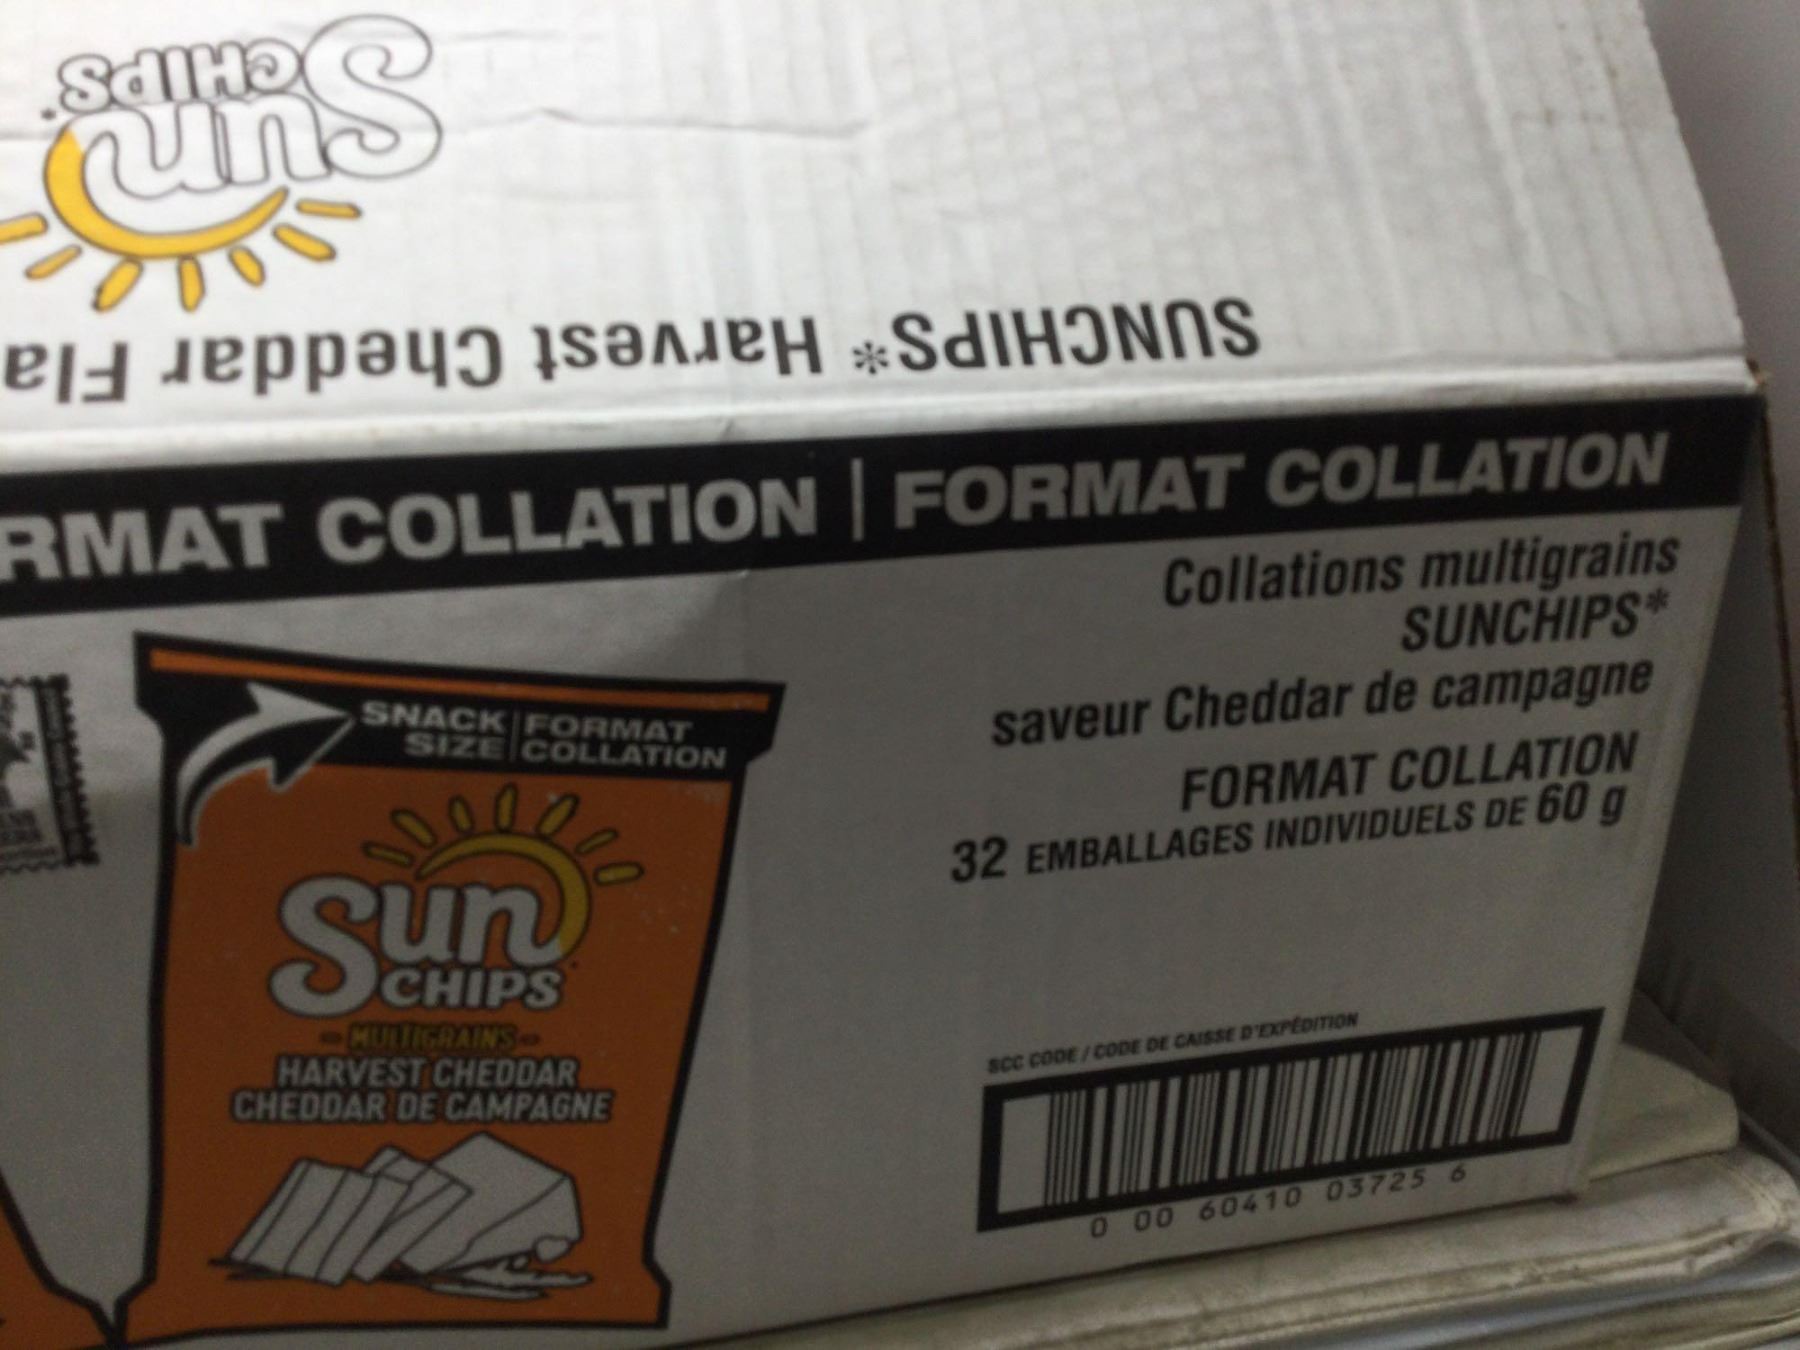 Sun
CHIPS
SUNCHIPS* Harvest Cheddar Fla
RMAT COLLATION | FORMAT COLLATION
Collations multigrains
SUNCHIPS*
saveur Cheddar de campagne
FORMAT COLLATION
32 EMBALLAGES INDIVIDUELS DE 60 g
SNACK SIZE | FORMAT COLLATION
Sun
CHIPS
MULTIGRAINS
HARVEST CHEDDAR
CHEDDAR DE CAMPAGNE
SCC CODE / CODE DE CAISSE D'EXPÉDITION
0 00 60410 03725 6